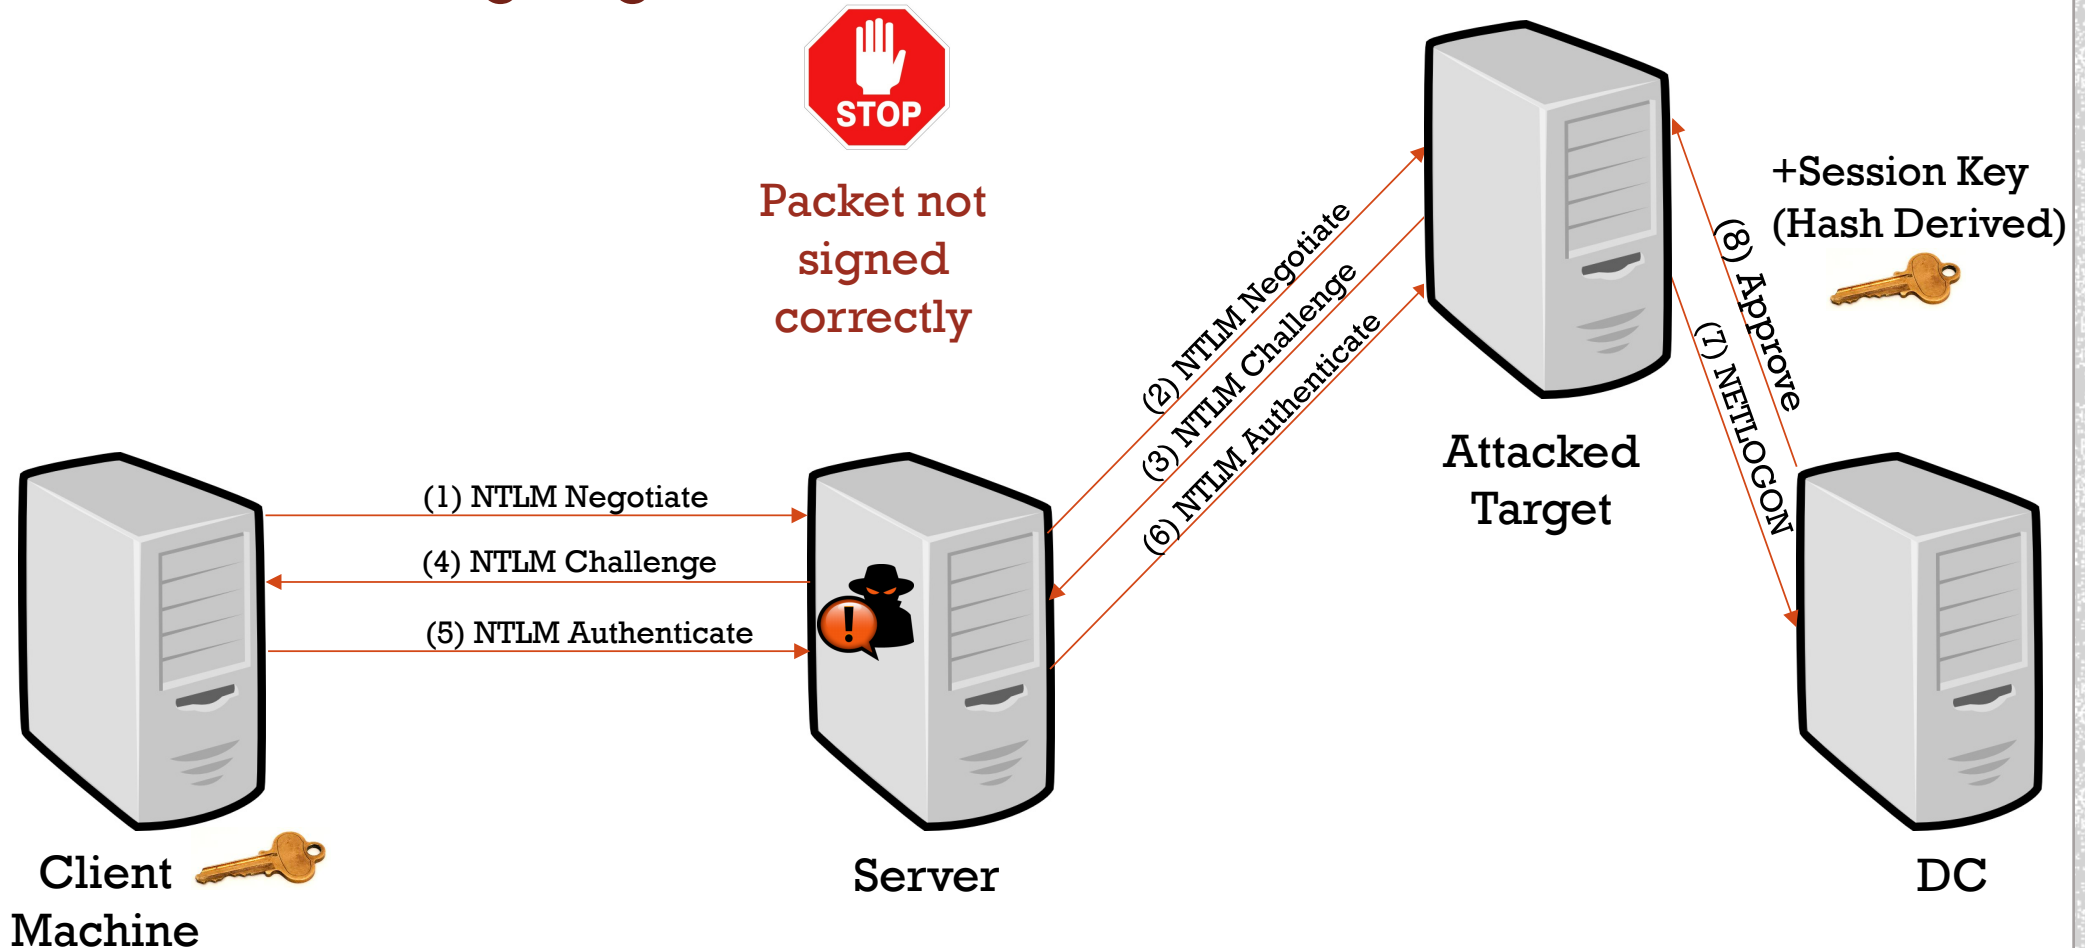 STOP
Packet not
signed
correctly
+Session Key
(Hash Derived)
(2) NTLM Negotiate
(3) NTLM Challenge
(6) NTLM Authenticate
(8) Approve
(7) NETLOGON
Attacked
Target
(1) NTLM Negotiate
(4) NTLM Challenge
(5) NTLM Authenticate
!
Client
Machine
Server
DC